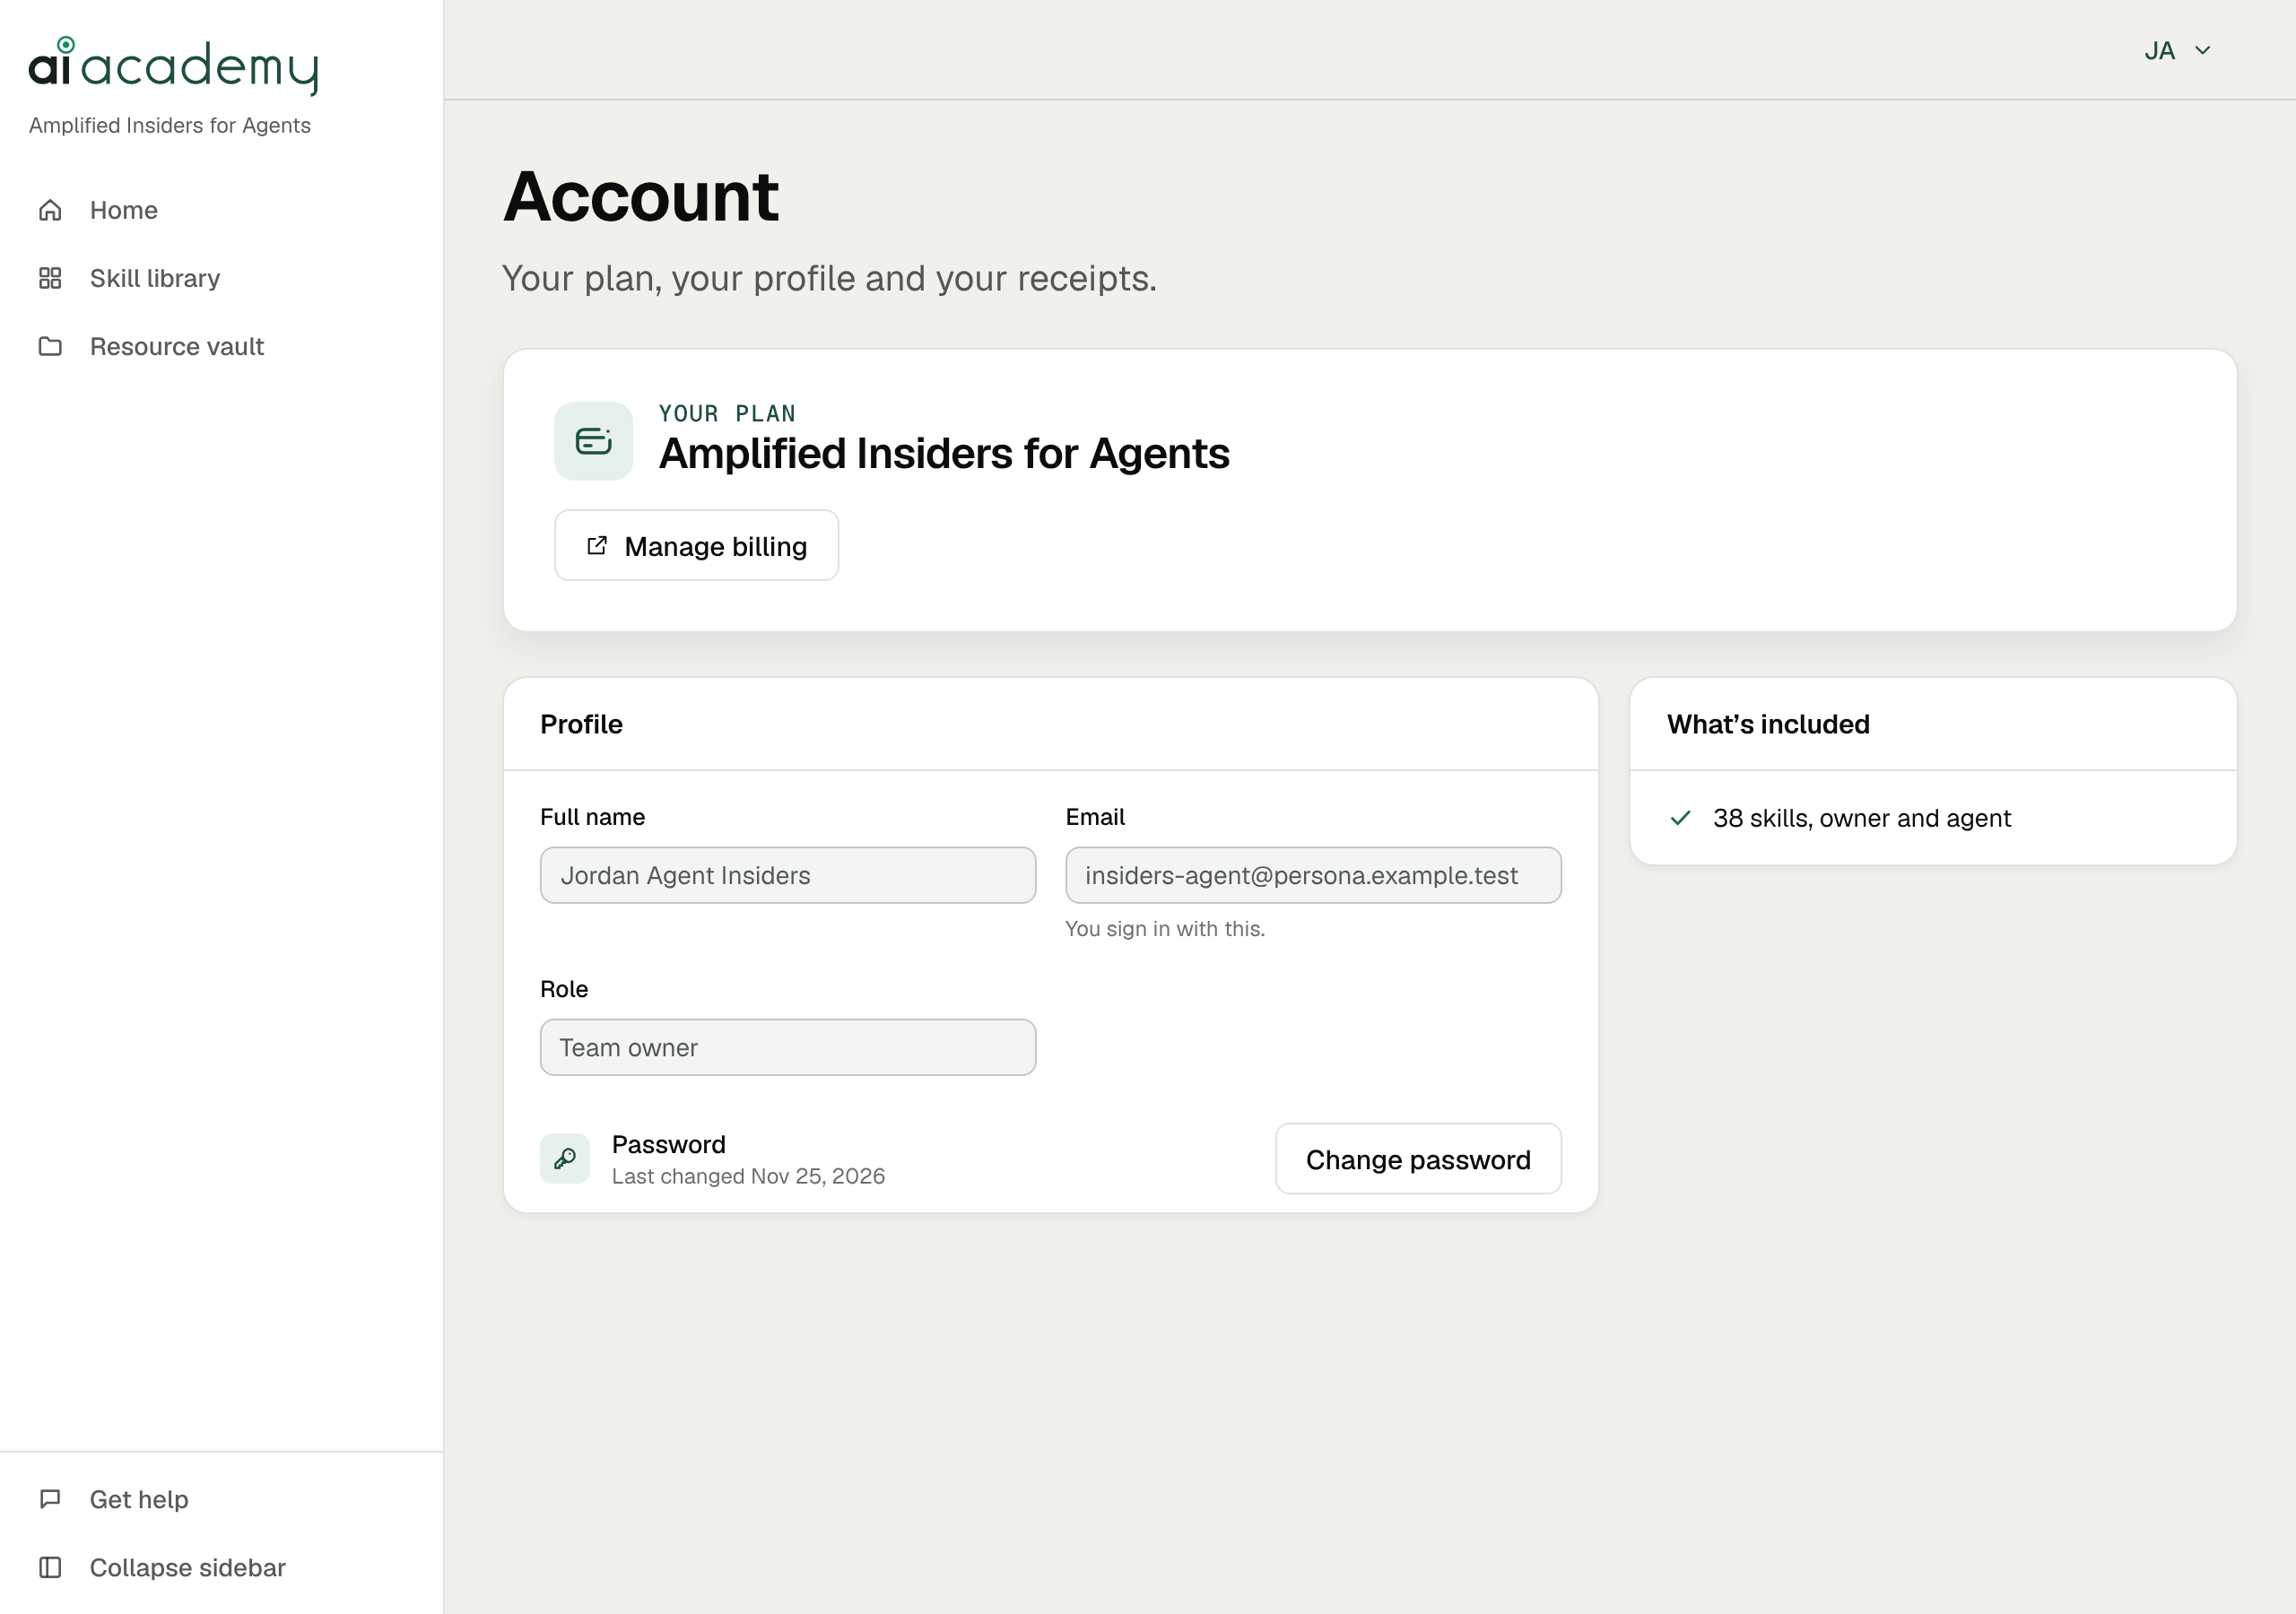 ai academy
Amplified Insiders for Agents
Home
Skill library
Resource vault
Get help
Collapse sidebar
JA
Account
Your plan, your profile and your receipts.
YOUR PLAN
Amplified Insiders for Agents
Manage billing
Profile
Full name
Jordan Agent Insiders
Email
insiders-agent@persona.example.test
You sign in with this.
Role
Team owner
Password
Last changed Nov 25, 2026
Change password
What’s included
38 skills, owner and agent